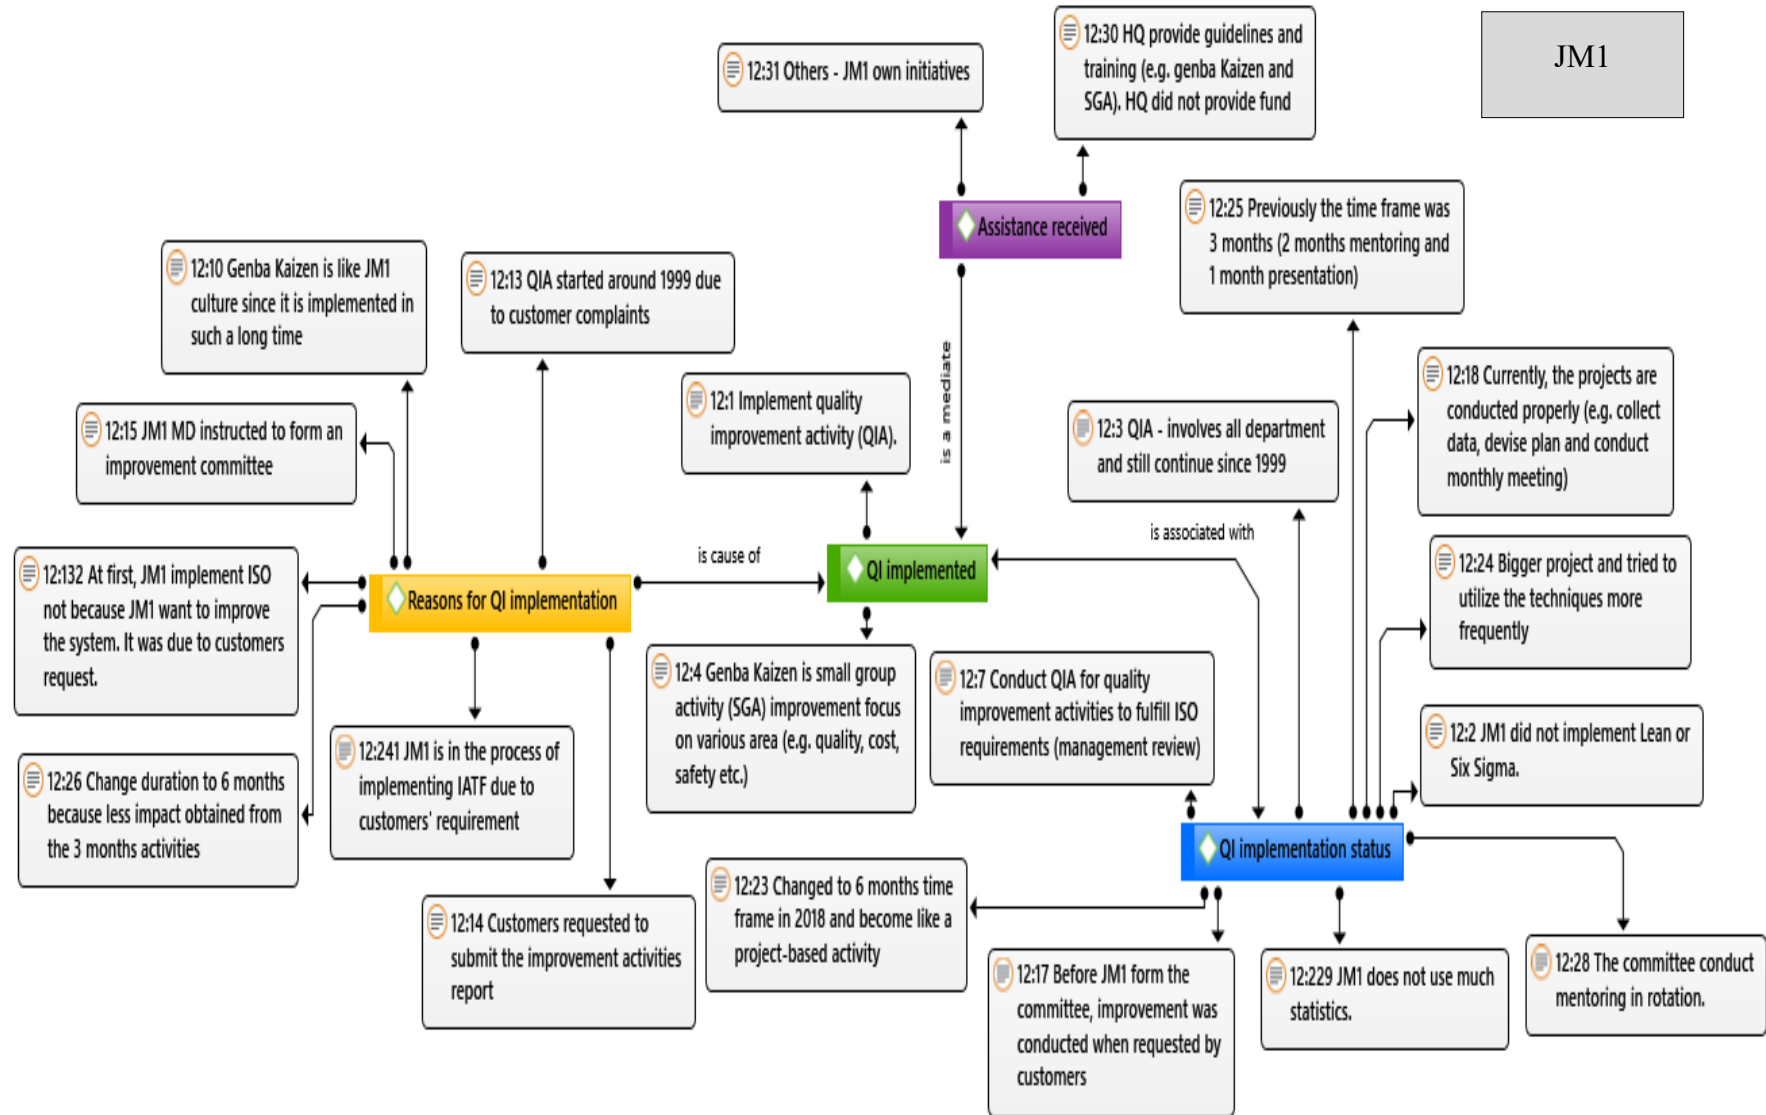 JM1
12:30 HQ provide guidelines and
training (e.g. genba Kaizen and
SGA). HQ did not provide fund
12:31 Others - JM1 own initiatives
Assistance received
12:25 Previously the time frame was
3 months (2 months mentoring and
1 month presentation)
12:10 Genba Kaizen is like JM1
culture since it is implemented in
such a long time
12:13 QIA started around 1999 due
to customer complaints
is a mediate
12:1 Implement quality
improvement activity (QIA).
12:18 Currently, the projects are
conducted properly (e.g. collect
data, devise plan and conduct
monthly meeting)
12:15 JM1 MD instructed to form an
improvement committee
12:3 QIA - involves all department
and still continue since 1999
is associated with
is cause of
12:24 Bigger project and tried to
utilize the techniques more
frequently
12:132 At first, JM1 implement ISO
not because JM1 want to improve
the system. It was due to customers
request.
Reasons for QI implementation
QI implemented
12:4 Genba Kaizen is small group
activity (SGA) improvement focus
on various area (e.g. quality, cost,
safety etc.)
12:7 Conduct QIA for quality
improvement activities to fulfill ISO
requirements (management review)
12:2 JM1 did not implement Lean or
Six Sigma.
12:241 JM1 is in the process of
implementing IATF due to
customers' requirement
12:26 Change duration to 6 months
because less impact obtained from
the 3 months activities
QI implementation status
12:23 Changed to 6 months time
frame in 2018 and become like a
project-based activity
12:14 Customers requested to
submit the improvement activities
report
12:17 Before JM1 form the
committee, improvement was
conducted when requested by
customers
12:229 JM1 does not use much
statistics.
12:28 The committee conduct
mentoring in rotation.